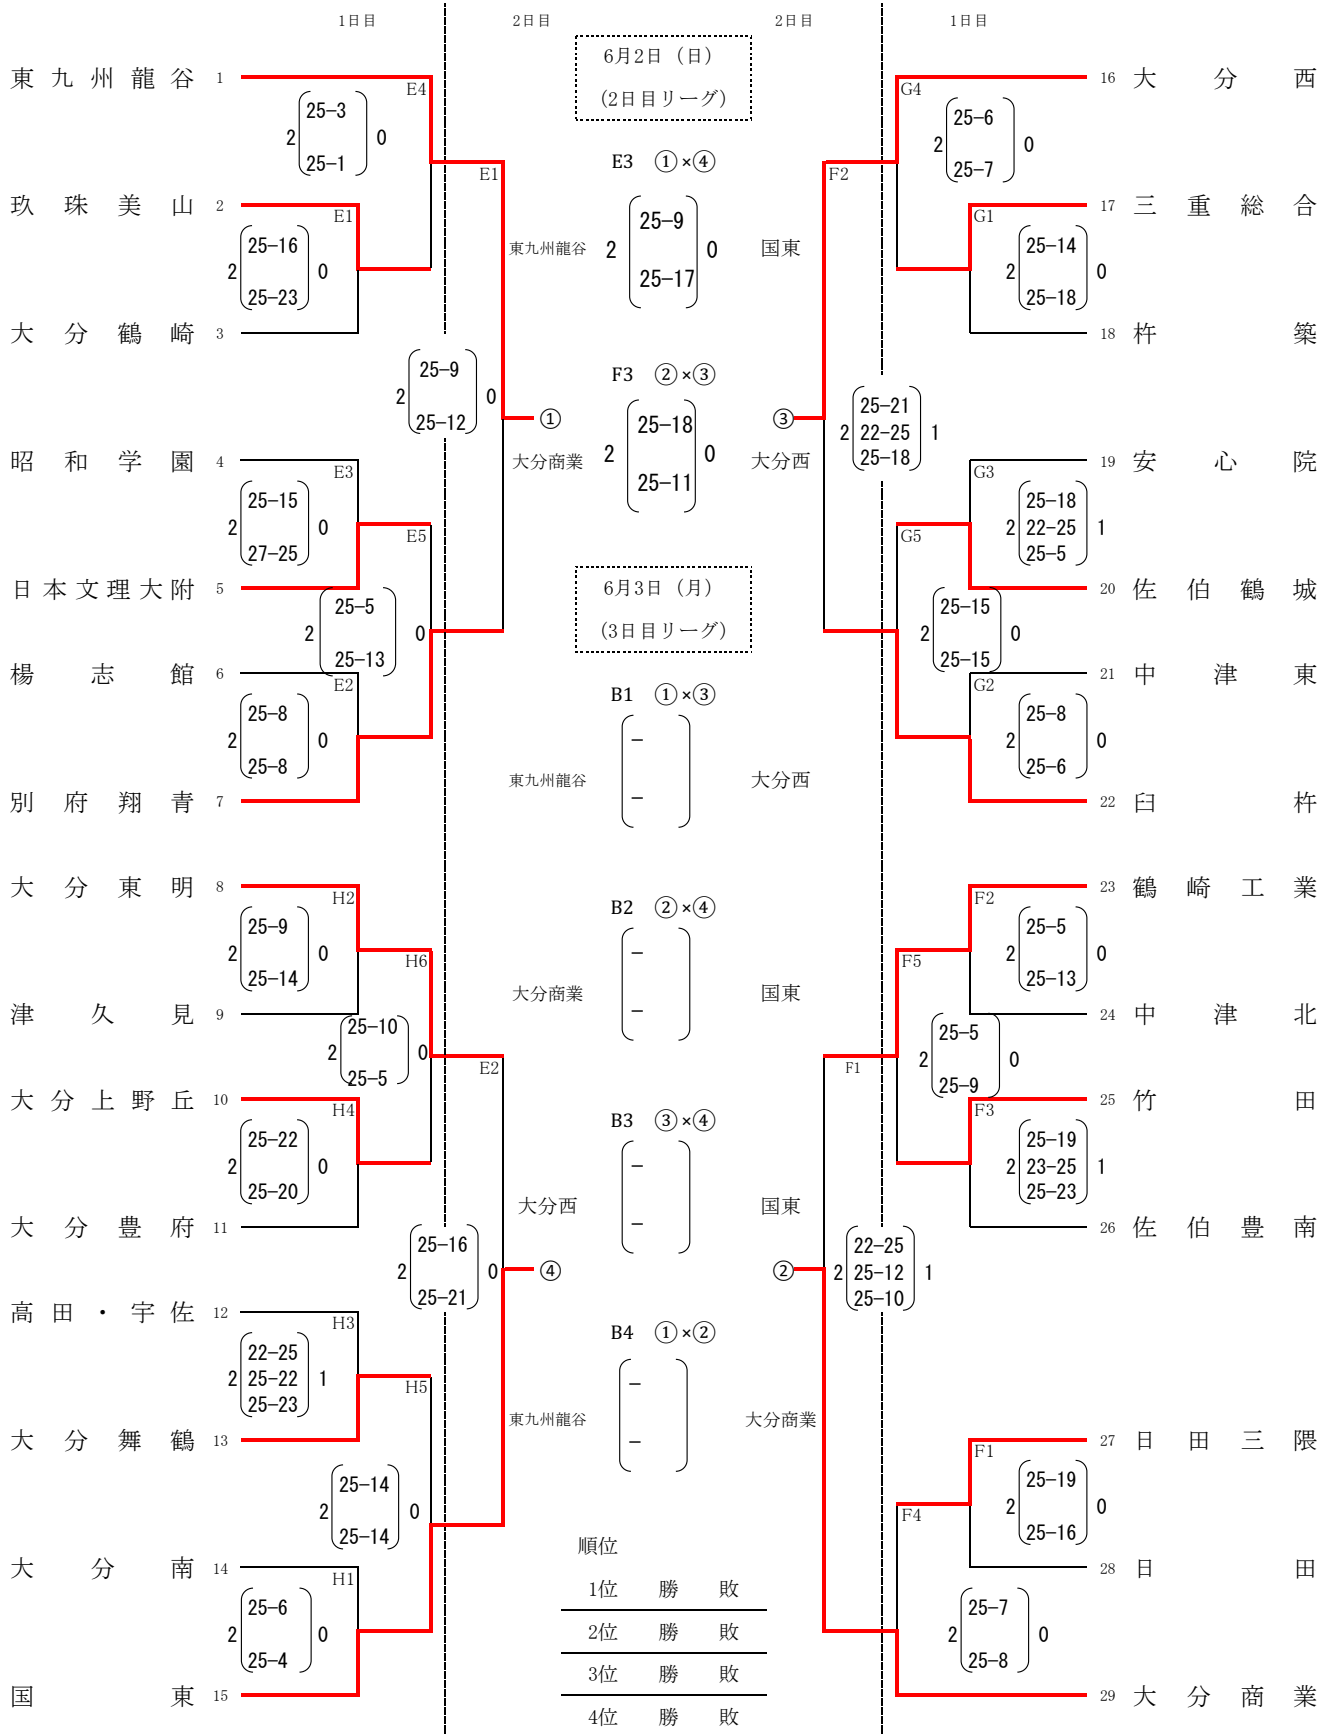 1日目 2日目 2日目 1日目
6月2日（日）
(2日目リーグ)
東九州龍谷 1 E4 G4 16 大分西
25−3
2 0
25−1
25−6
2 0
25−7
E1 F2
E3 ①×④
玖珠美山 2 E1 G1 17 三重総合
25−16
2 0
25−23
東九州龍谷 2 0 国東
25−9
25−17
25−14
2 0
25−18
大分鶴崎 3 18 杵築
25−9
2 0
25−12
①
F3 ②×③
大分商業 2 0 大分西
25−18
25−11
③
25−21
2 22−25 1
25−18
昭和学園 4 E3 G3 19 安心院
25−15
2 0
27−25
25−18
2 22−25 1
25−5
E5 G5
日本文理大附 5 20 佐伯鶴城
25−5
2 0
25−13
6月3日（月）
(3日目リーグ)
25−15
2 0
25−15
楊志館 6 E2 G2 21 中津東
25−8
2 0
25−8
B1 ①×③
−
東九州龍谷 大分西
−
25−8
2 0
25−6
別府翔青 7 22 臼杵
大分東明 8 H2 F2 23 鶴崎工業
25−9
2 0
25−14
B2 ②×④
−
大分商業 国東
−
25−5
2 0
25−13
H6 F5
津久見 9 24 中津北
25−10
2 0
25−5
E2 F1
25−5
2 0
25−9
大分上野丘 10 H4 F3 25 竹田
25−22
2 0
25−20
B3 ③×④
−
大分西 国東
−
25−19
2 23−25 1
25−23
大分豊府 11 26 佐伯豊南
25−16
2 0
25−21
④
②
22−25
2 25−12 1
25−10
高田・宇佐 12 H3
22−25
2 25−22 1
25−23
B4 ①×②
−
東九州龍谷 大分商業
−
H5
大分舞鶴 13 F1 27 日田三隈
25−14
2 0
25−14
25−19
2 0
25−16
F4
大分南 14 H1 28 日田
25−6
2 0
25−4
25−7
2 0
25−8
国東 15 29 大分商業
順位
1位 勝 敗
2位 勝 敗
3位 勝 敗
4位 勝 敗